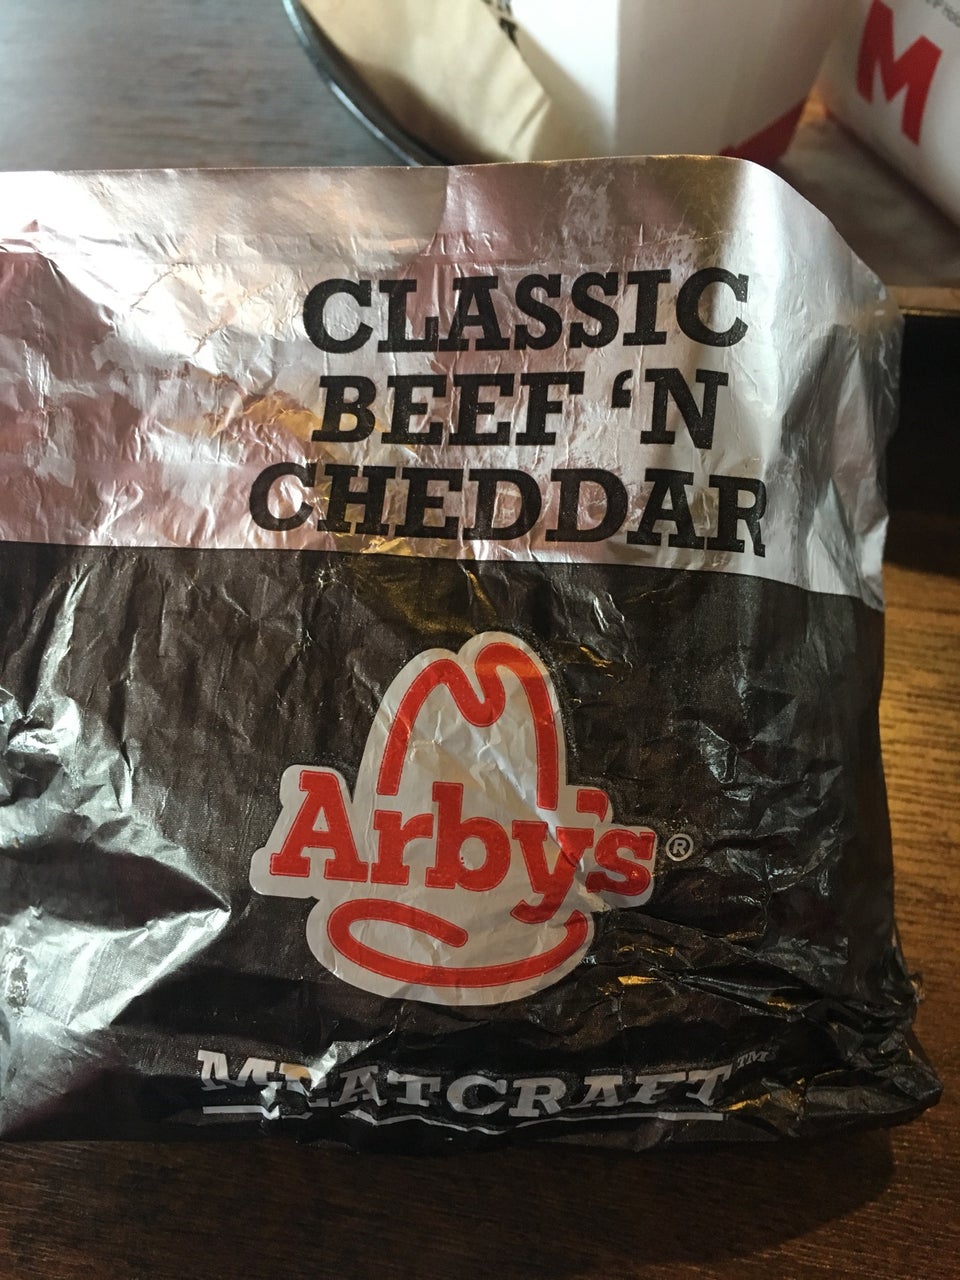 M
CLASSIC
BEEF 'N
CHEDDAR
Arby's®
MEATCRAFT™